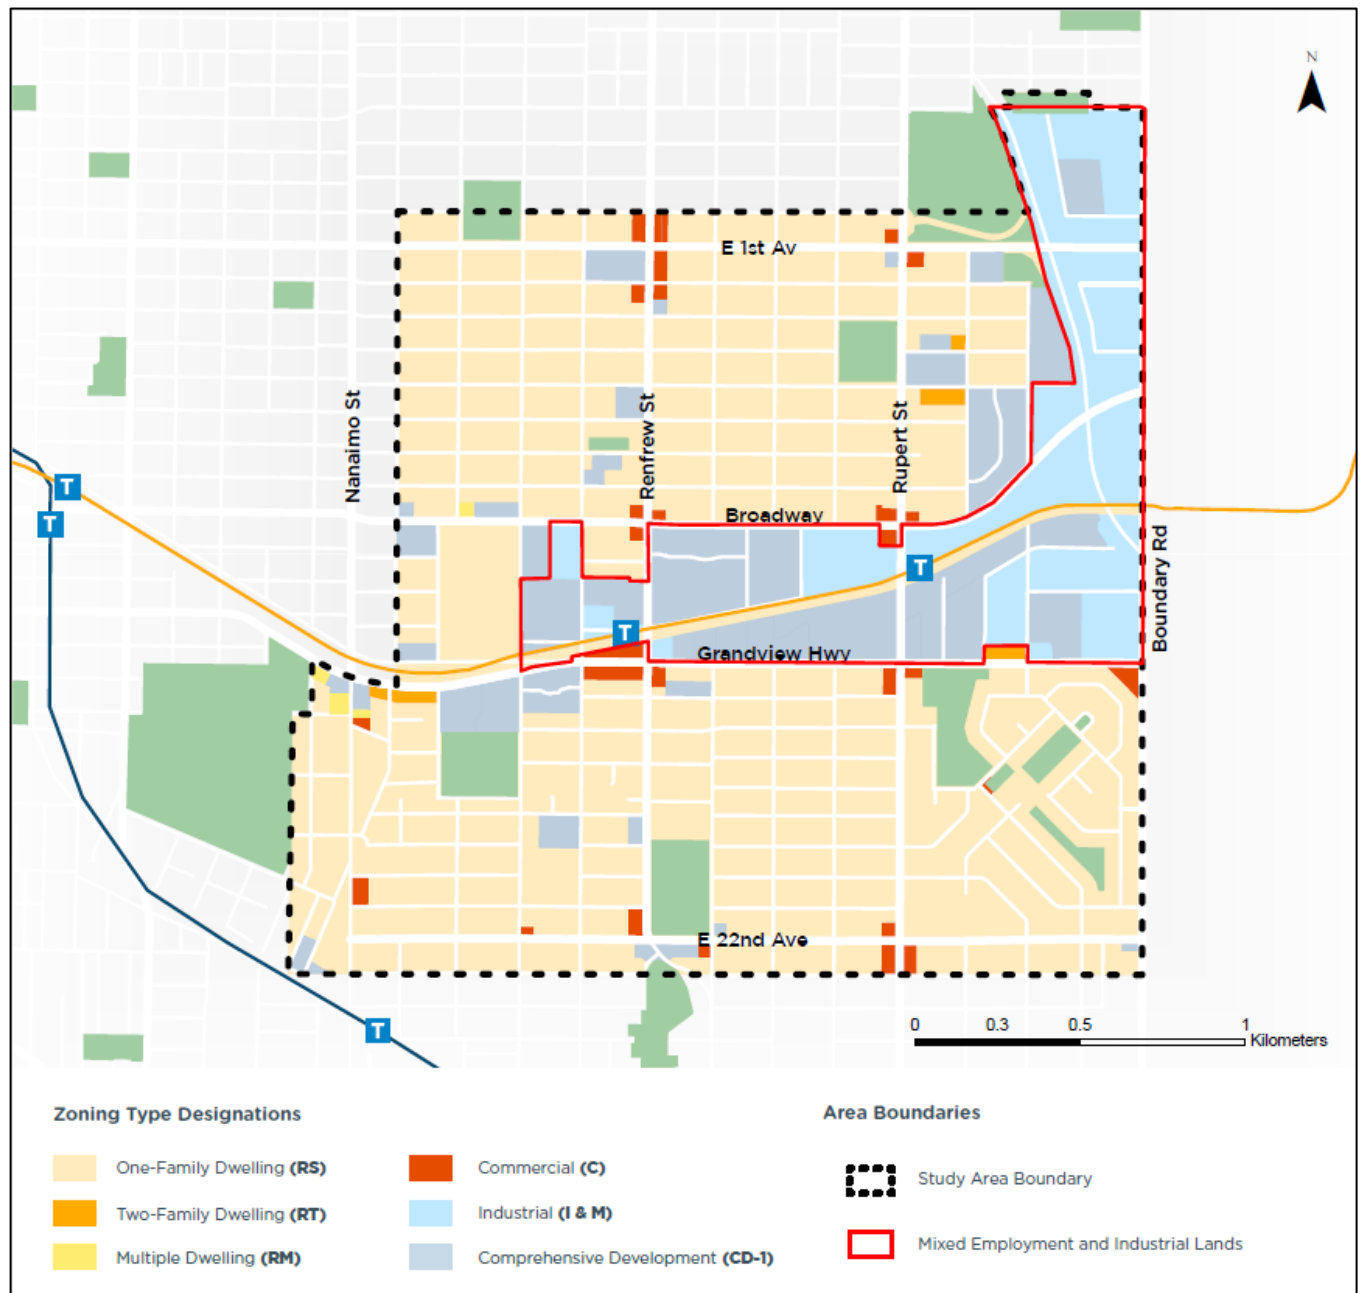 N
E 1st Av
Nanaimo St
Renfrew St
Rupert St
T
T
Broadway
Boundary Rd
T
T
Grandview Hwy
E 22nd Ave
T
0 0.3 0.5 1
Kilometers
Zoning Type Designations
One-Family Dwelling (RS)
Two-Family Dwelling (RT)
Multiple Dwelling (RM)
Commercial (C)
Industrial (I & M)
Comprehensive Development (CD-1)
Area Boundaries
Study Area Boundary
Mixed Employment and Industrial Lands